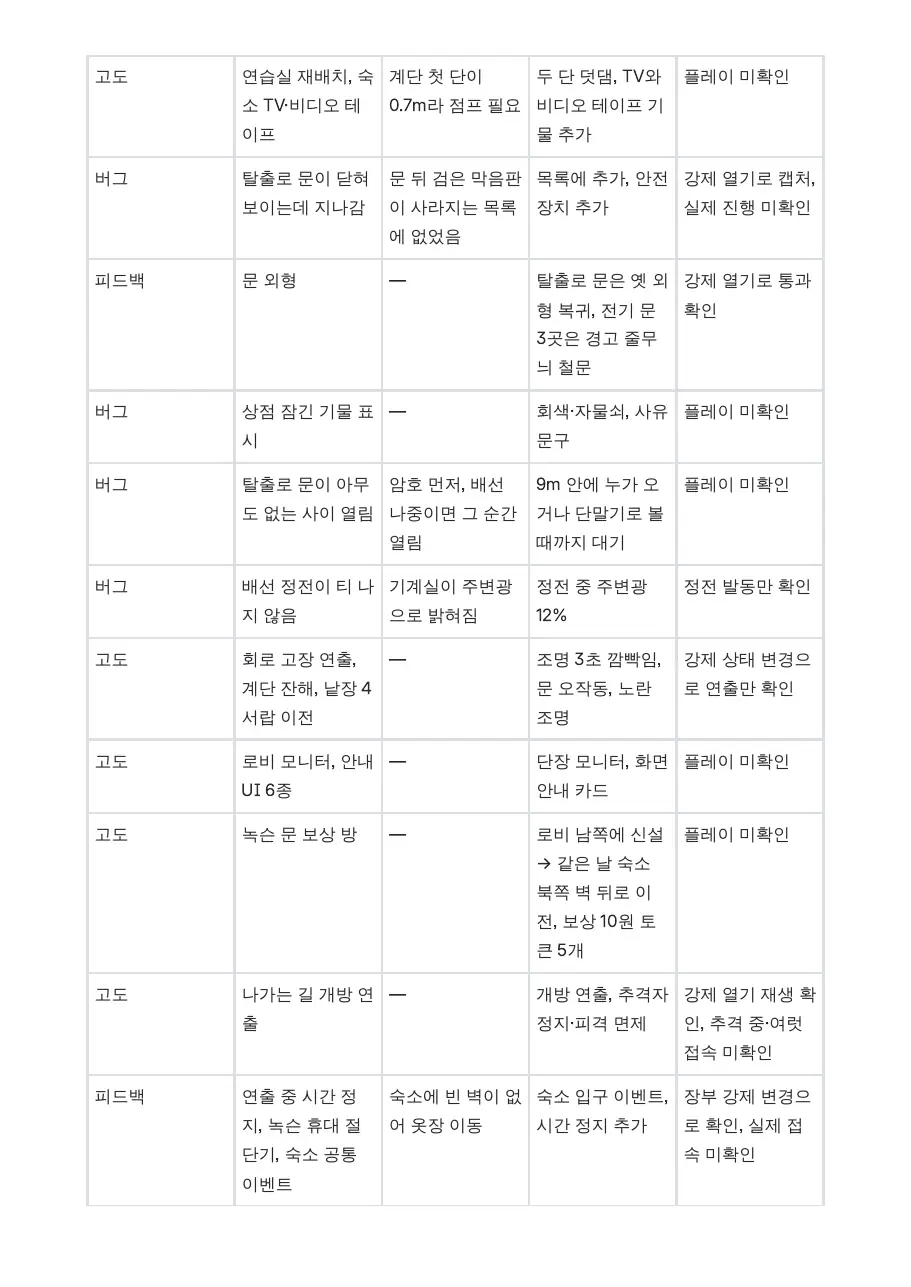 고도
연습실 재배치, 숙
소 TV·비디오 테
이프
계단 첫 단이
0.7m라 점프 필요
두 단 덧댐, TV와
비디오 테이프 기
물 추가
플레이 미확인
버그
탈출로 문이 닫혀
보이는데 지나감
문 뒤 검은 막음판
이 사라지는 목록
에 없었음
목록에 추가, 안전
장치 추가
강제 열기로 캡처,
실제 진행 미확인
피드백
문 외형
—
탈출로 문은 옛 외
형 복귀, 전기 문
3곳은 경고 줄무
늬 철문
강제 열기로 통과
확인
버그
상점 잠긴 기물 표
시
—
회색·자물쇠, 사유
문구
플레이 미확인
버그
탈출로 문이 아무
도 없는 사이 열림
암호 먼저, 배선
나중이면 그 순간
열림
9m 안에 누가 오
거나 단말기로 볼
때까지 대기
플레이 미확인
버그
배선 정전이 티 나
지 않음
기계실이 주변광
으로 밝혀짐
정전 중 주변광
12%
정전 발동만 확인
고도
회로 고장 연출,
계단 잔해, 낱장 4
서랍 이전
—
조명 3초 깜빡임,
문 오작동, 노란
조명
강제 상태 변경으
로 연출만 확인
고도
로비 모니터, 안내
UI 6종
—
단장 모니터, 화면
안내 카드
플레이 미확인
고도
녹슨 문 보상 방
—
로비 남쪽에 신설
→ 같은 날 숙소
북쪽 벽 뒤로 이
전, 보상 10원 토
큰 5개
플레이 미확인
고도
나가는 길 개방 연
출
—
개방 연출, 추격자
정지·피격 면제
강제 열기 재생 확
인, 추격 중·여럿
접속 미확인
피드백
연출 중 시간 정
지, 녹슨 휴대 절
단기, 숙소 공통
이벤트
숙소에 빈 벽이 없
어 옷장 이동
숙소 입구 이벤트,
시간 정지 추가
장부 강제 변경으
로 확인, 실제 접
속 미확인